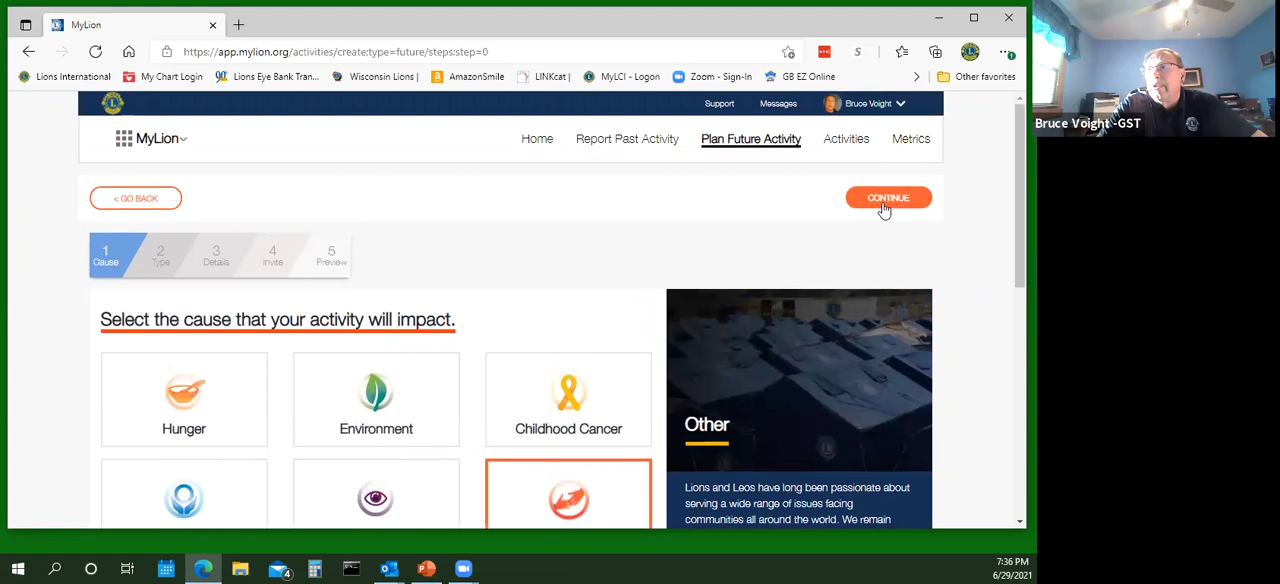 MyLion
https://app.mylion.org/activities/create;type=future/steps;step=0
Lions International
My Chart Login
Lions Eye Bank Tran...
Wisconsin Lions |
AmazonSmile
LINKcat |
MyLCI - Logon
Zoom - Sign-In
GB EZ Online
Other favorites
Support
Messages
Bruce Voight
MyLion
Home
Report Past Activity
Plan Future Activity
Activities
Metrics
< GO BACK
CONTINUE
1
Cause
2
Type
3
Details
4
Invite
5
Preview
Select the cause that your activity will impact.
Hunger
Environment
Childhood Cancer
Other
Lions and Leos have long been passionate about
serving a wide range of issues facing
communities all around the world. We remain
Bruce Voight -GST
4
7:36 PM
6/29/2021